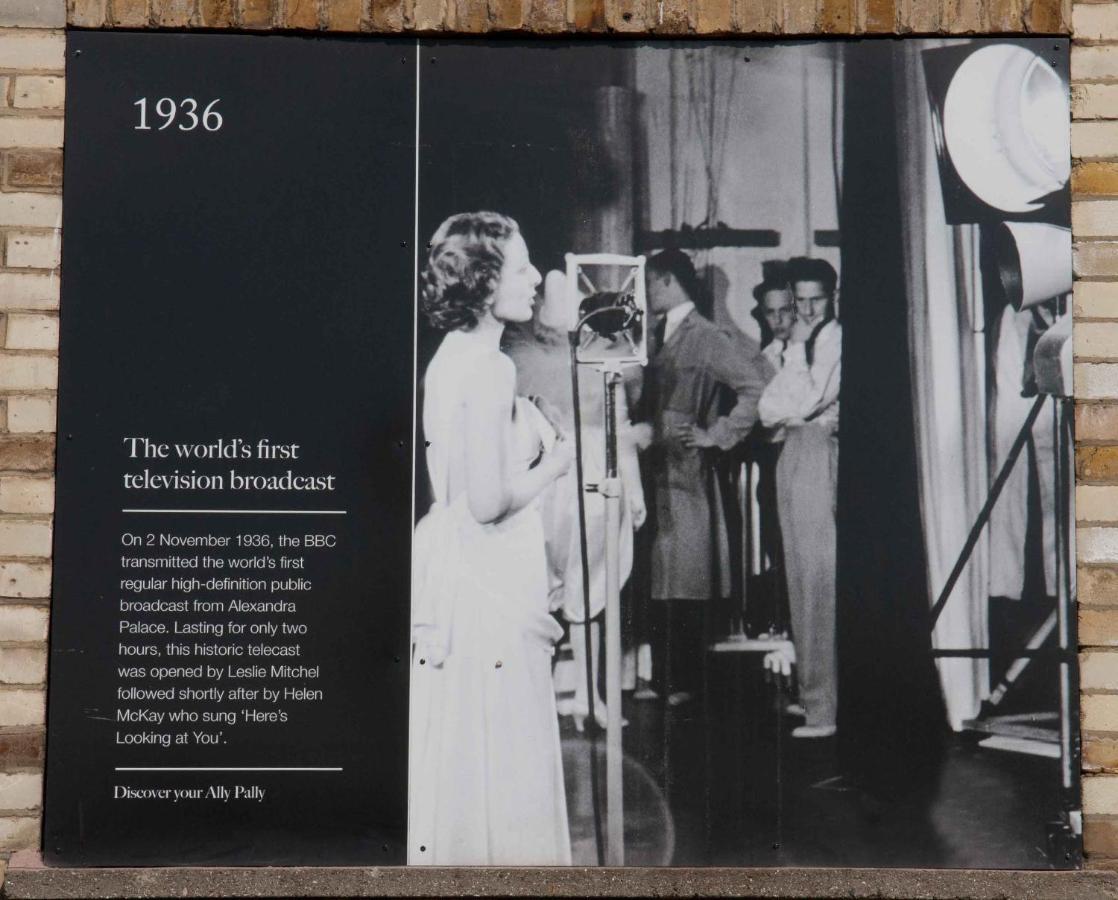 1936
The world's first
television broadcast
On 2 November 1936, the BBC
transmitted the world's first
regular high-definition public
broadcast from Alexandra
Palace. Lasting for only two
hours, this historic telecast
was opened by Leslie Mitchel
followed shortly after by Helen
McKay who sung ‘Here's
Looking at You’.
Discover your Ally Pally